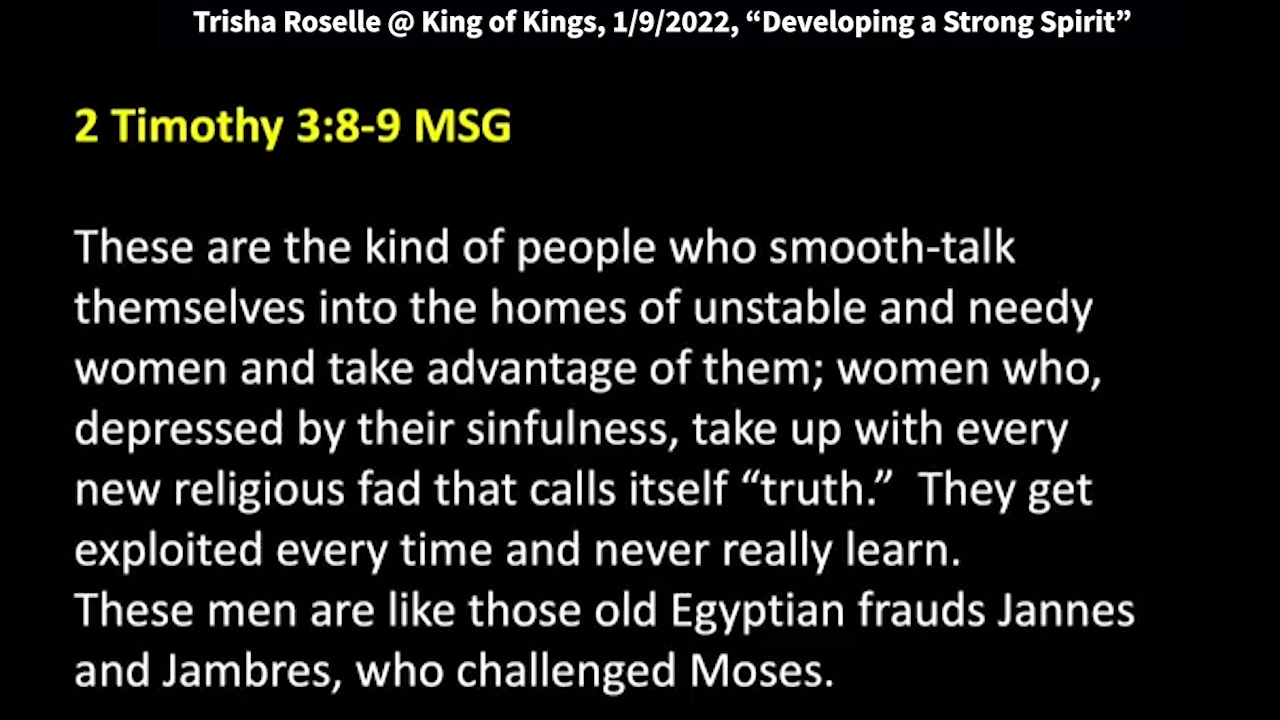 Trisha Roselle @ King of Kings, 1/9/2022, “Developing a Strong Spirit”
2 Timothy 3:8-9 MSG
These are the kind of people who smooth-talk
themselves into the homes of unstable and needy
women and take advantage of them; women who,
depressed by their sinfulness, take up with every
new religious fad that calls itself “truth.”  They get
exploited every time and never really learn.
These men are like those old Egyptian frauds Jannes
and Jambres, who challenged Moses.